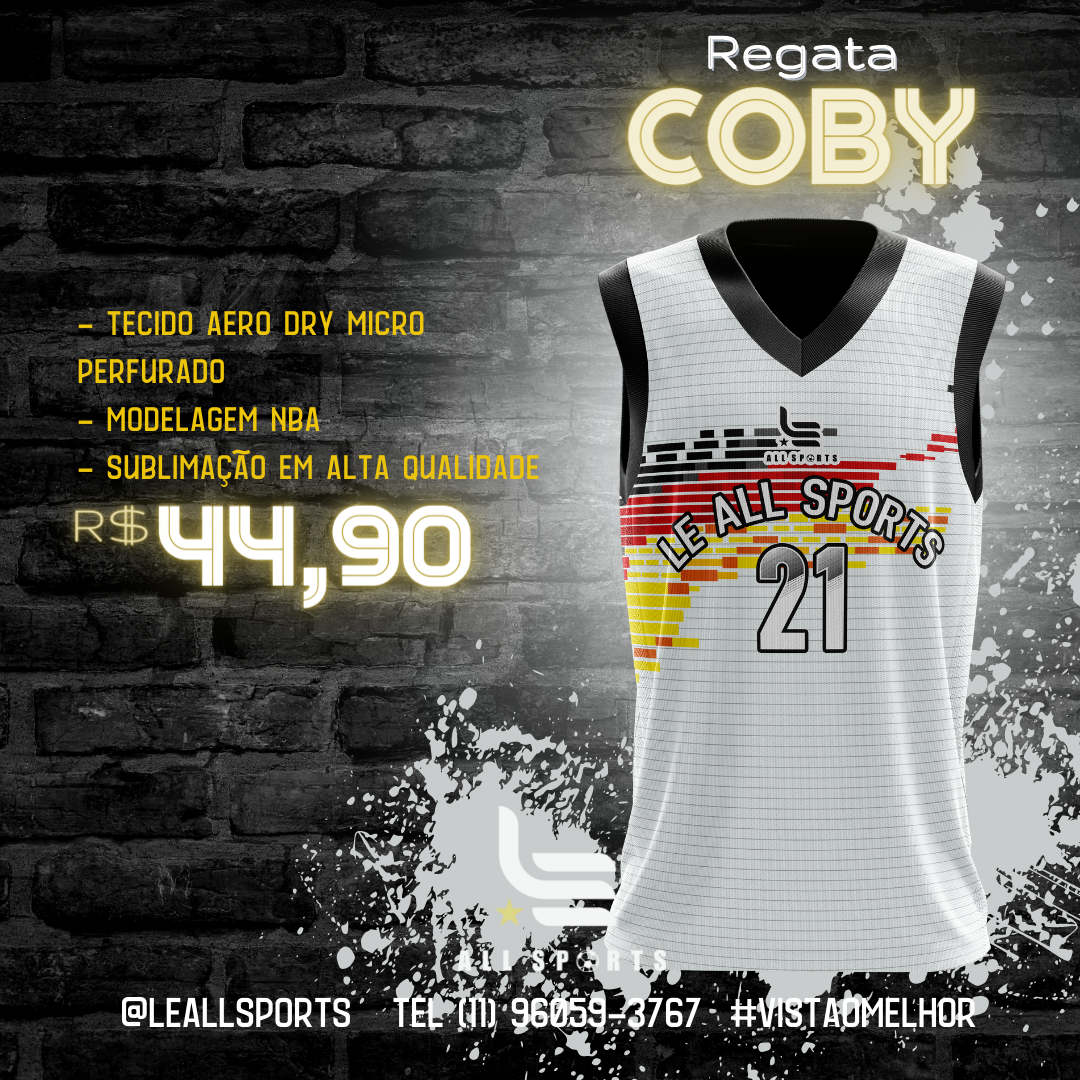 Regata
COBY
- TECIDO AERO DRY MICRO
PERFURADO
- MODELAGEM NBA
- SUBLIMAÇÃO EM ALTA QUALIDADE
R$44,90
ALL SPORTS
LE ALL SPORTS
21
ALL SPORTS
@LEALLSPORTS TEL (11) 96059-3767 #VISTAOMELHOR